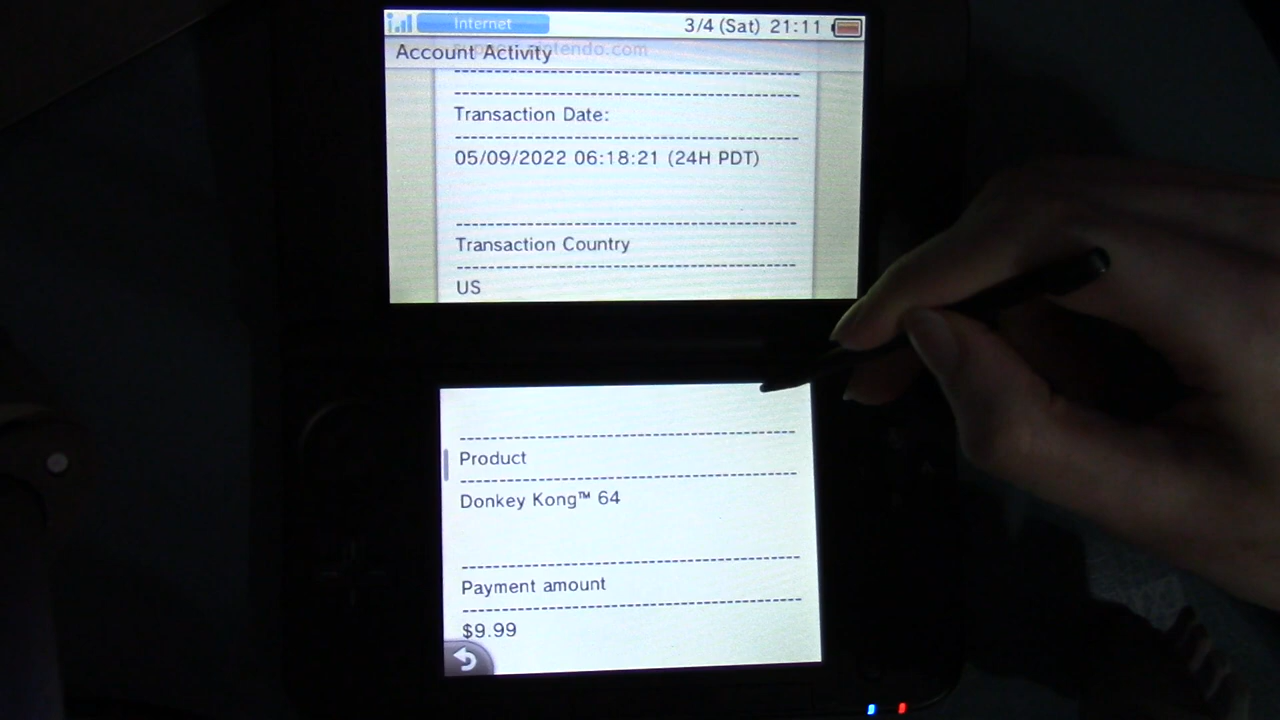 Internet
3/4 (Sat) 21:11
Account Activity
Transaction Date:
05/09/2022 06:18:21 (24H PDT)
Transaction Country
US
Product
Donkey Kong™ 64
Payment amount
$9.99